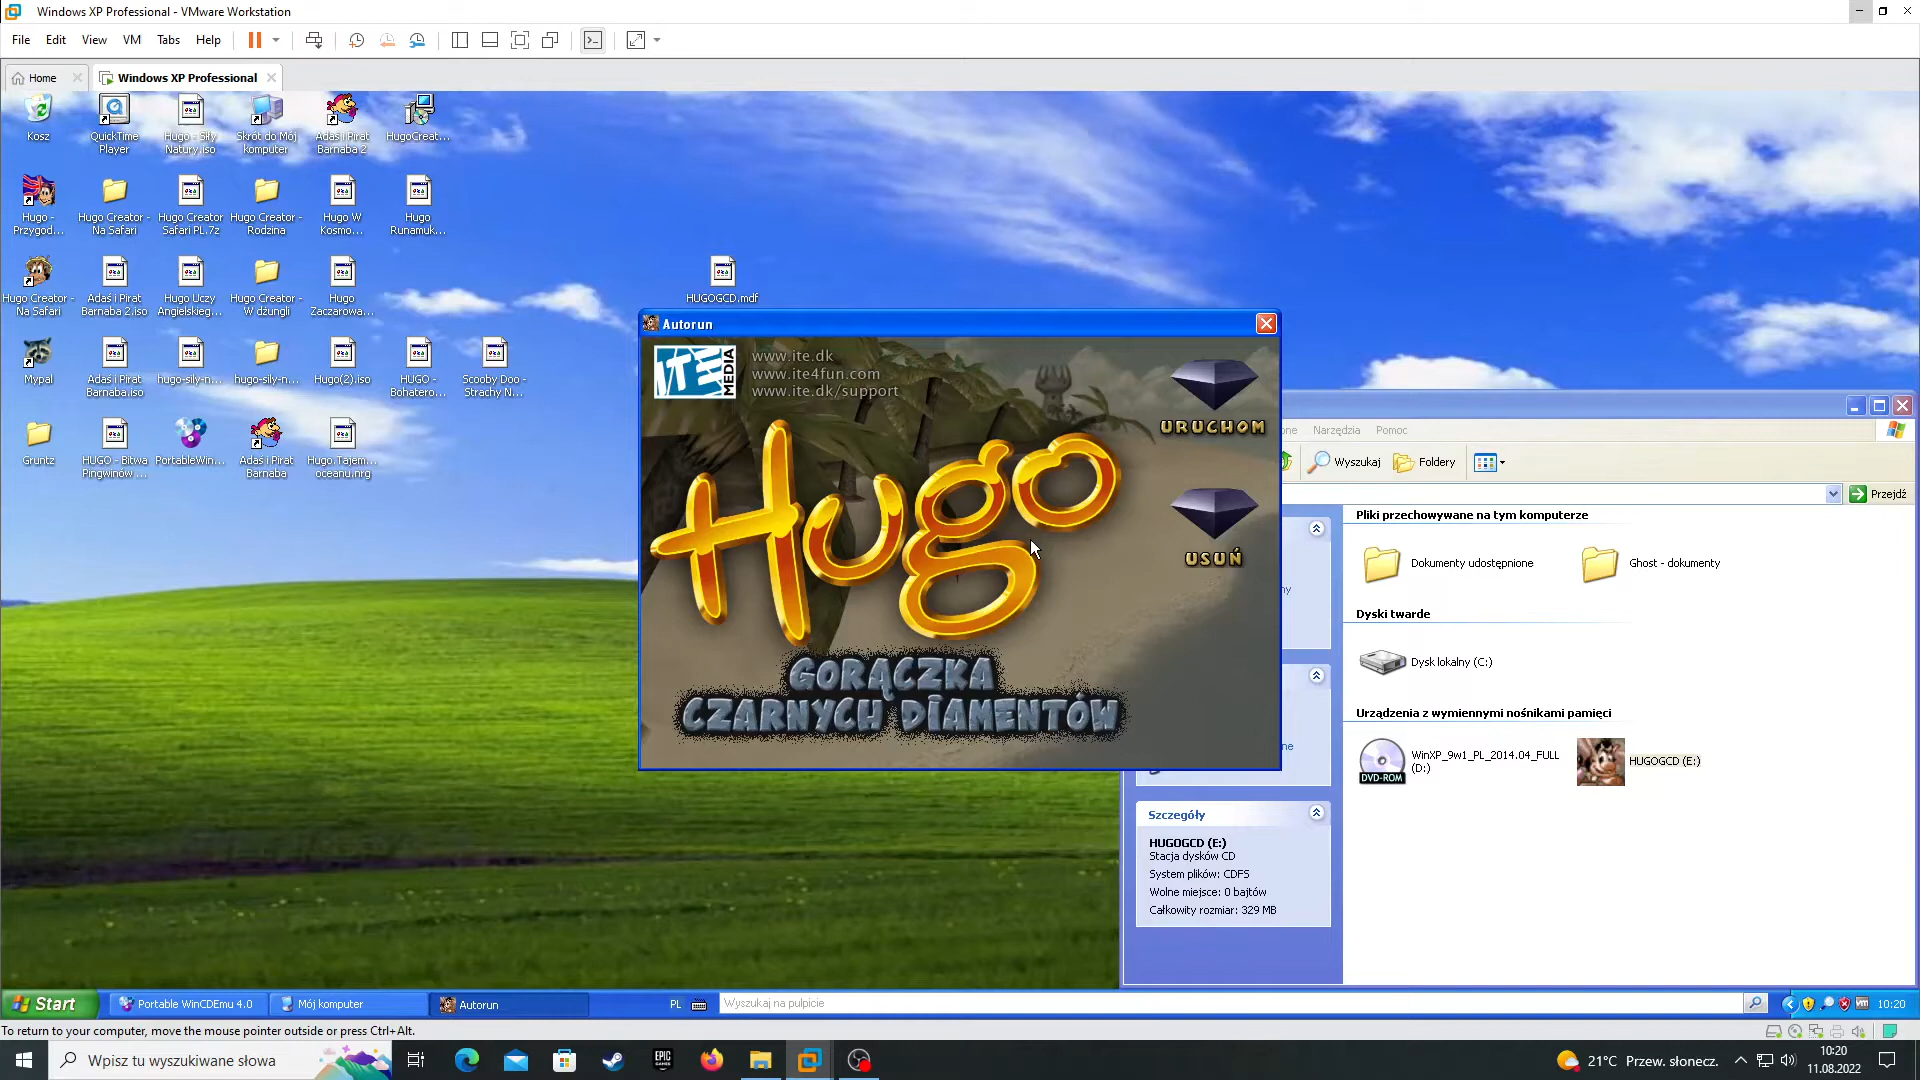 Windows XP Professional - VMware Workstation
File Edit View VM Tabs Help
Home
Windows XP Professional
Kosz
QuickTime
Player
Hugo - Siły
Natury.iso
Skrót do Mój
komputer
Adaś i Pirat
Barnaba 2
HugoCreat...
Hugo -
Przygod...
Hugo Creator -
Na Safari
Hugo Creator
Safari PL.7z
Hugo Creator -
Rodzina
Hugo W
Kosmo...
Hugo
Runamuk...
Hugo Creator -
Na Safari
Adaś i Pirat
Barnaba 2.iso
Hugo Uczy
Angielskieg...
Hugo Creator -
W dżungli
Hugo
Zaczarowa...
HUGOGCD.mdf
Mypal
Adaś i Pirat
Barnaba.iso
hugo-sily-n...
hugo-sily-n...
Hugo(2).iso
HUGO -
Bohatero...
Scooby Doo -
Strachy N...
Gruntz
HUGO - Bitwa
Pingwinów ...
PortableWin...
Adaś i Pirat
Barnaba
Hugo.Tajem...
oceanu.nrg
Autorun
ITE MEDIA
www.ite.dk
www.ite4fun.com
www.ite.dk/support
URUCHOM
USUŃ
Hugo
GORĄCZKA
CZARNYCH DIAMENTÓW
Narzędzia Pomoc
Wyszukaj Foldery
Przejdź
Pliki przechowywane na tym komputerze
Dokumenty udostępnione
Ghost - dokumenty
Dyski twarde
Dysk lokalny (C:)
Urządzenia z wymiennymi nośnikami pamięci
WinXP_9w1_PL_2014.04_FULL
(D:)
DVD-ROM
HUGOGCD (E:)
Szczegóły
HUGOGCD (E:)
Stacja dysków CD
System plików: CDFS
Wolne miejsce: 0 bajtów
Całkowity rozmiar: 329 MB
Start
Portable WinCDEmu 4.0
Mój komputer
Autorun
PL
Wyszukaj na pulpicie
10:20
To return to your computer, move the mouse pointer outside or press Ctrl+Alt.
Wpisz tu wyszukiwane słowa
EPIC
GAMES
21°C Przew. słonecz.
10:20
11.08.2022